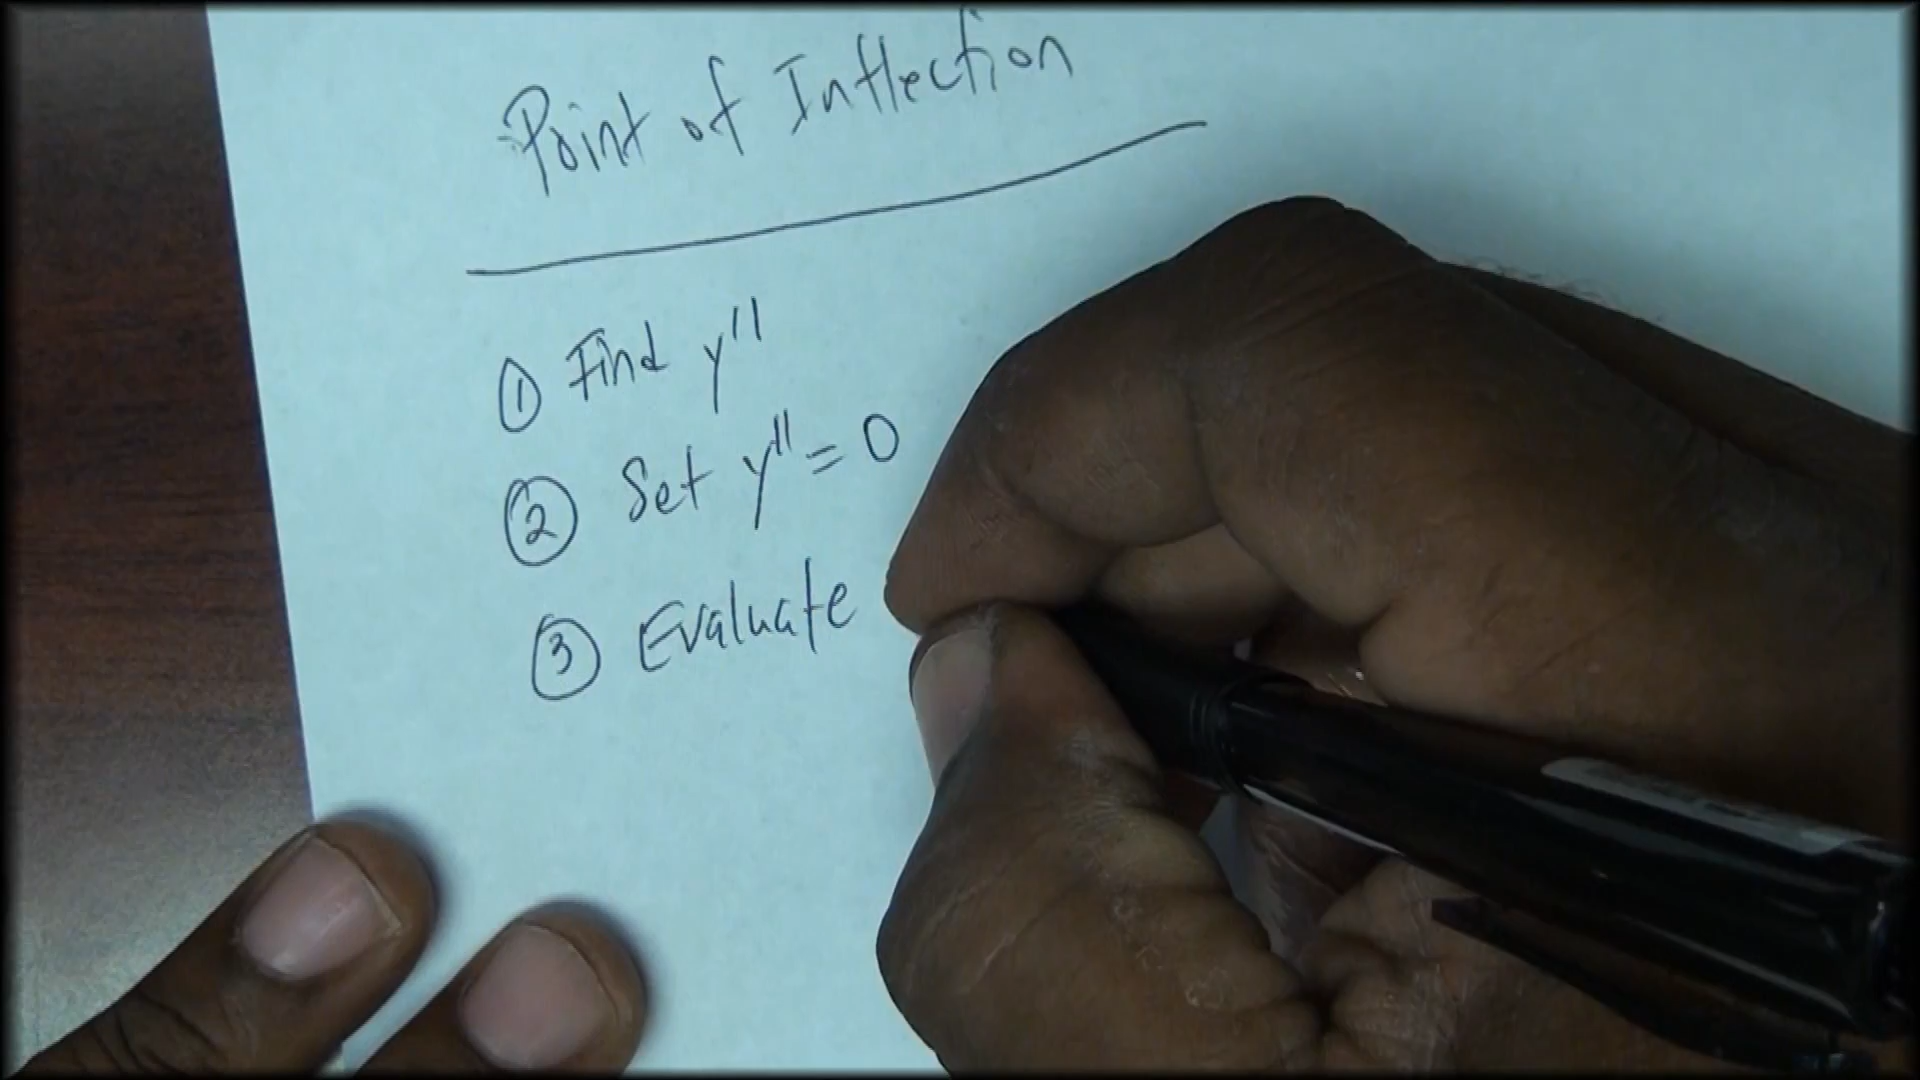 Point of Inflection
① Find y''
② Set y'' = 0
③ Evaluate